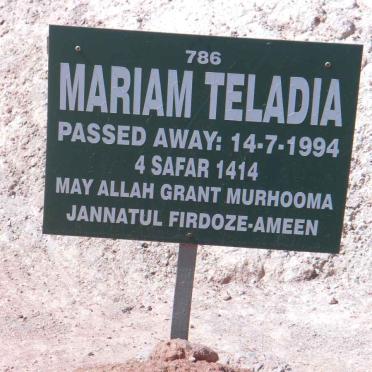 786
MARIAM TELADIA
PASSED AWAY: 14-7-1994
4 SAFAR 1414
MAY ALLAH GRANT MURHOOMA
JANNATUL FIRDOZE-AMEEN